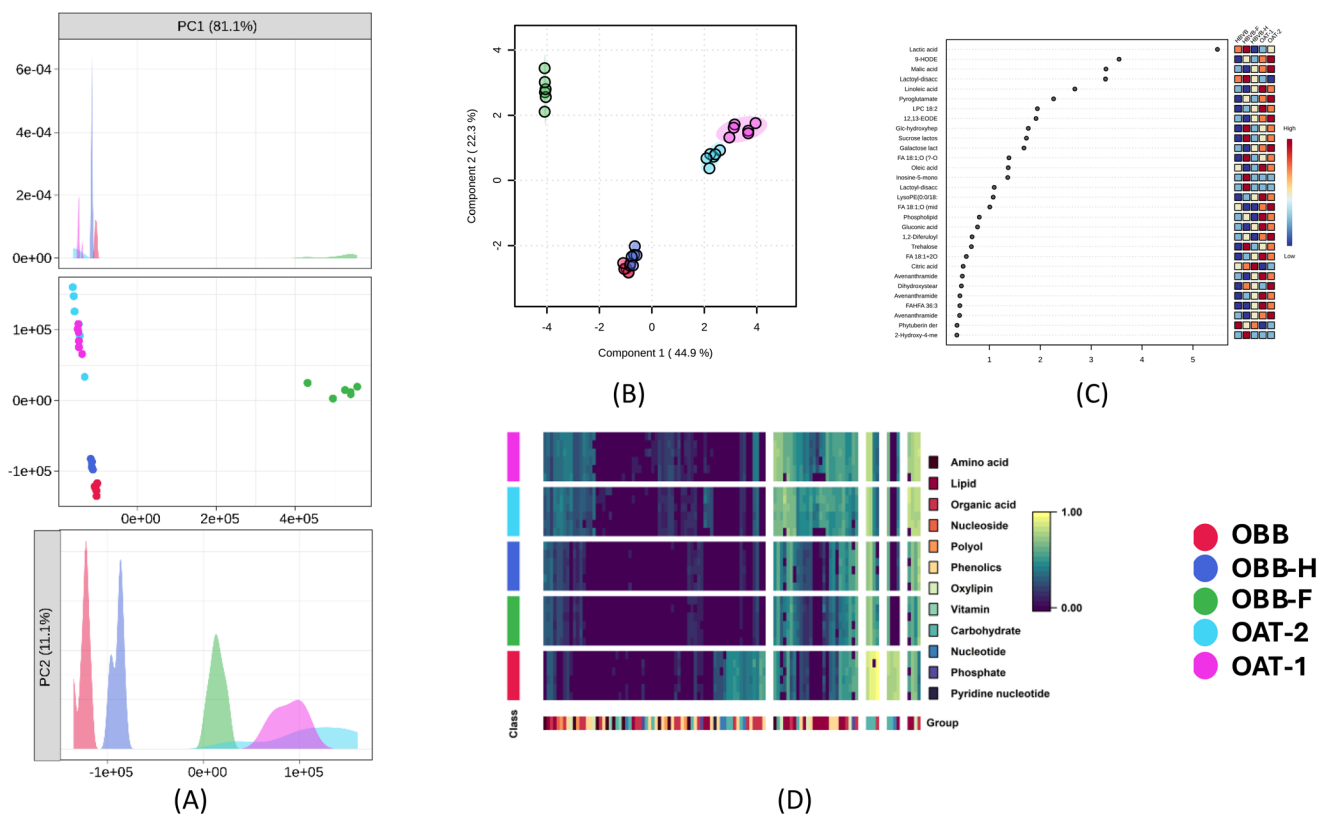 PC1 (81.1%)
6e-04
4e-04
2e-04
0e+00
1e+05
0e+00
-1e+05
0e+00 2e+05 4e+05
PC2 (11.1%)
-1e+05 0e+00 1e+05
(A)
Component 2 ( 22.3 %)
4
2
0
-2
-4 -2 0 2 4
Component 1 ( 44.9 %)
(B)
Lactic acid
9-HODE
Malic acid
Lactoyl-disacc
Linoleic acid
Pyroglutamate
LPC 18:2
12,13-EODE
Glc-hydroxyhep
Sucrose lactos
Galactose lact
FA 18:1;O (?-O
Oleic acid
Inosine-5-mono
Lactoyl-disacc
LysoPE(0:0/18:
FA 18:1;O (mid
Phospholipid
Gluconic acid
1,2-Diferuloyl
Trehalose
FA 18:1+2O
Citric acid
Avenanthramide
Dihydroxystear
Avenanthramide
FAHFA 36:3
Avenanthramide
Phytuberin der
2-Hydroxy-4-me
1 2 3 4 5
OAT-1
OAT-2
High
Low
(C)
Class
Amino acid
Lipid
Organic acid
Nucleoside
Polyol
Phenolics
Oxylipin
Vitamin
Carbohydrate
Nucleotide
Phosphate
Pyridine nucleotide
Group
1.00
0.00
(D)
OBB
OBB-H
OBB-F
OAT-2
OAT-1